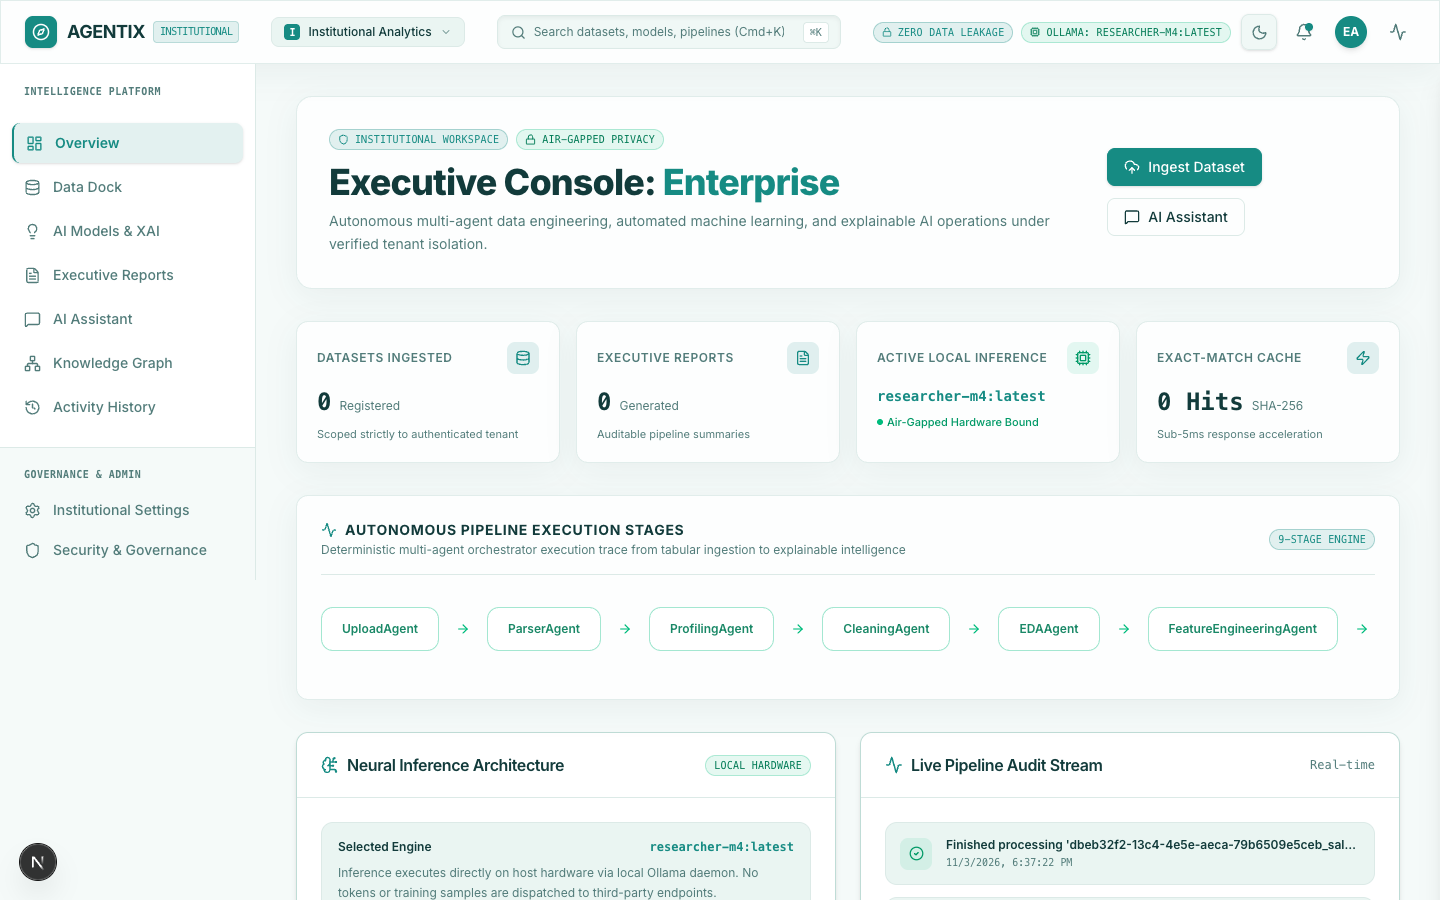 AGENTIX
INSTITUTIONAL
I
Institutional Analytics
Search datasets, models, pipelines (Cmd+K)
⌘K
ZERO DATA LEAKAGE
OLLAMA: RESEARCHER-M4:LATEST
EA
INTELLIGENCE PLATFORM
Overview
Data Dock
AI Models & XAI
Executive Reports
AI Assistant
Knowledge Graph
Activity History
GOVERNANCE & ADMIN
Institutional Settings
Security & Governance
N
INSTITUTIONAL WORKSPACE
AIR-GAPPED PRIVACY
Executive Console: Enterprise
Autonomous multi-agent data engineering, automated machine learning, and explainable AI operations under
verified tenant isolation.
Ingest Dataset
AI Assistant
DATASETS INGESTED
0 Registered
Scoped strictly to authenticated tenant
EXECUTIVE REPORTS
0 Generated
Auditable pipeline summaries
ACTIVE LOCAL INFERENCE
researcher-m4:latest
Air-Gapped Hardware Bound
EXACT-MATCH CACHE
0 Hits SHA-256
Sub-5ms response acceleration
AUTONOMOUS PIPELINE EXECUTION STAGES
Deterministic multi-agent orchestrator execution trace from tabular ingestion to explainable intelligence
9-STAGE ENGINE
UploadAgent
ParserAgent
ProfilingAgent
CleaningAgent
EDAAgent
FeatureEngineeringAgent
Neural Inference Architecture
LOCAL HARDWARE
Selected Engine
researcher-m4:latest
Inference executes directly on host hardware via local Ollama daemon. No
tokens or training samples are dispatched to third-party endpoints.
Live Pipeline Audit Stream
Real-time
Finished processing 'dbeb32f2-13c4-4e5e-aeca-79b6509e5ceb_sal...
11/3/2026, 6:37:22 PM